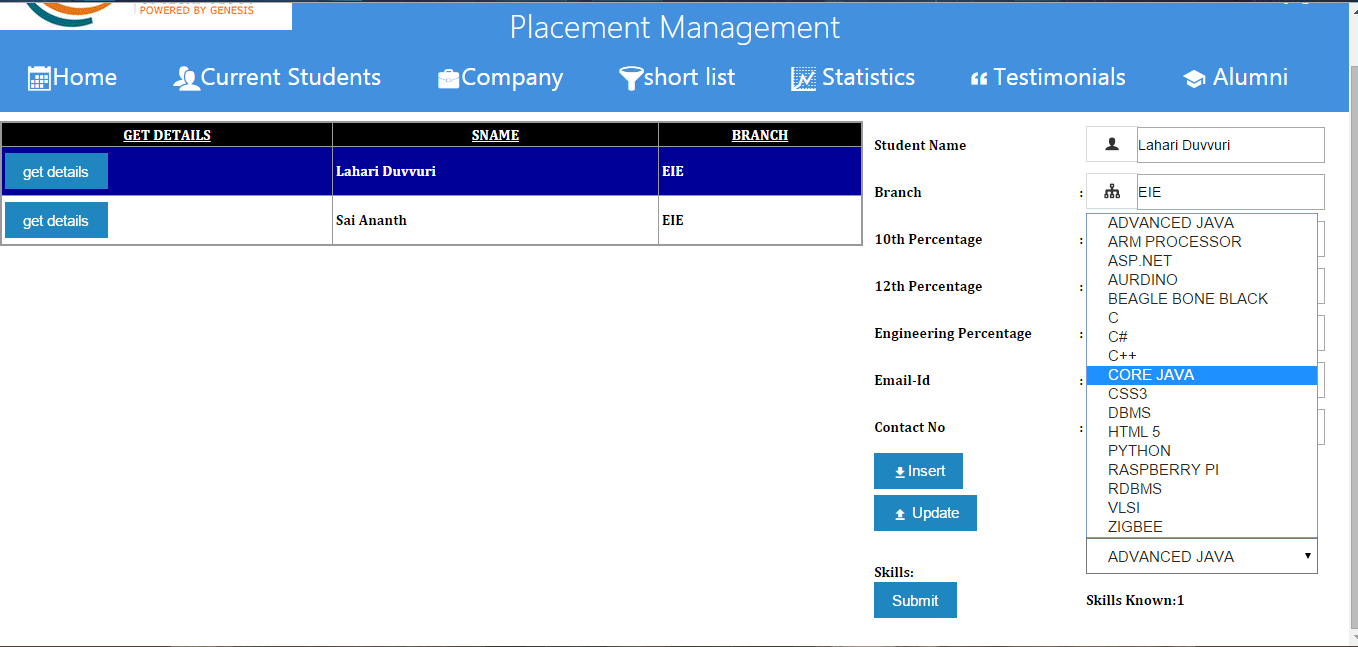 POWERED BY GENESIS
Placement Management
Home Current Students Company short list Statistics Testimonials Alumni
GET DETAILS SNAME BRANCH
get details Lahari Duvvuri EIE
get details Sai Ananth EIE
Student Name Lahari Duvvuri
Branch : EIE
10th Percentage :
12th Percentage :
Engineering Percentage :
Email-Id :
Contact No :
ADVANCED JAVA
ARM PROCESSOR
ASP.NET
AURDINO
BEAGLE BONE BLACK
C
C#
C++
CORE JAVA
CSS3
DBMS
HTML 5
PYTHON
RASPBERRY PI
RDBMS
VLSI
ZIGBEE
Insert
Update
ADVANCED JAVA
Skills:
Submit
Skills Known:1